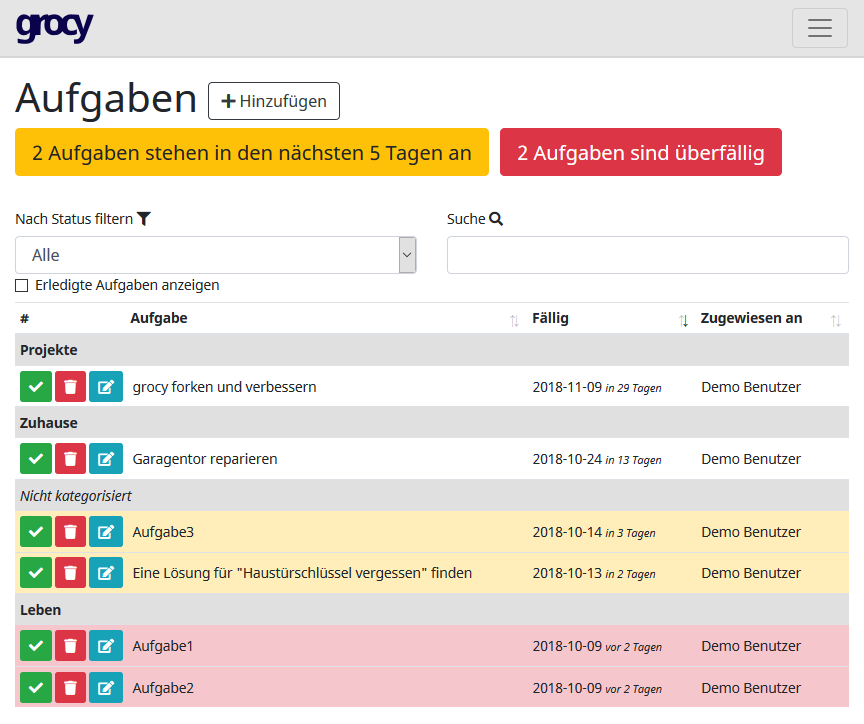 grocy
Aufgaben
Hinzufügen
2 Aufgaben stehen in den nächsten 5 Tagen an
2 Aufgaben sind überfällig
Nach Status filtern
Suche
Alle
Erledigte Aufgaben anzeigen
# Aufgabe Fällig Zugewiesen an
Projekte
grocy forken und verbessern 2018-11-09 in 29 Tagen Demo Benutzer
Zuhause
Garagentor reparieren 2018-10-24 in 13 Tagen Demo Benutzer
Nicht kategorisiert
Aufgabe3 2018-10-14 in 3 Tagen Demo Benutzer
Eine Lösung für "Haustürschlüssel vergessen" finden 2018-10-13 in 2 Tagen Demo Benutzer
Leben
Aufgabe1 2018-10-09 vor 2 Tagen Demo Benutzer
Aufgabe2 2018-10-09 vor 2 Tagen Demo Benutzer